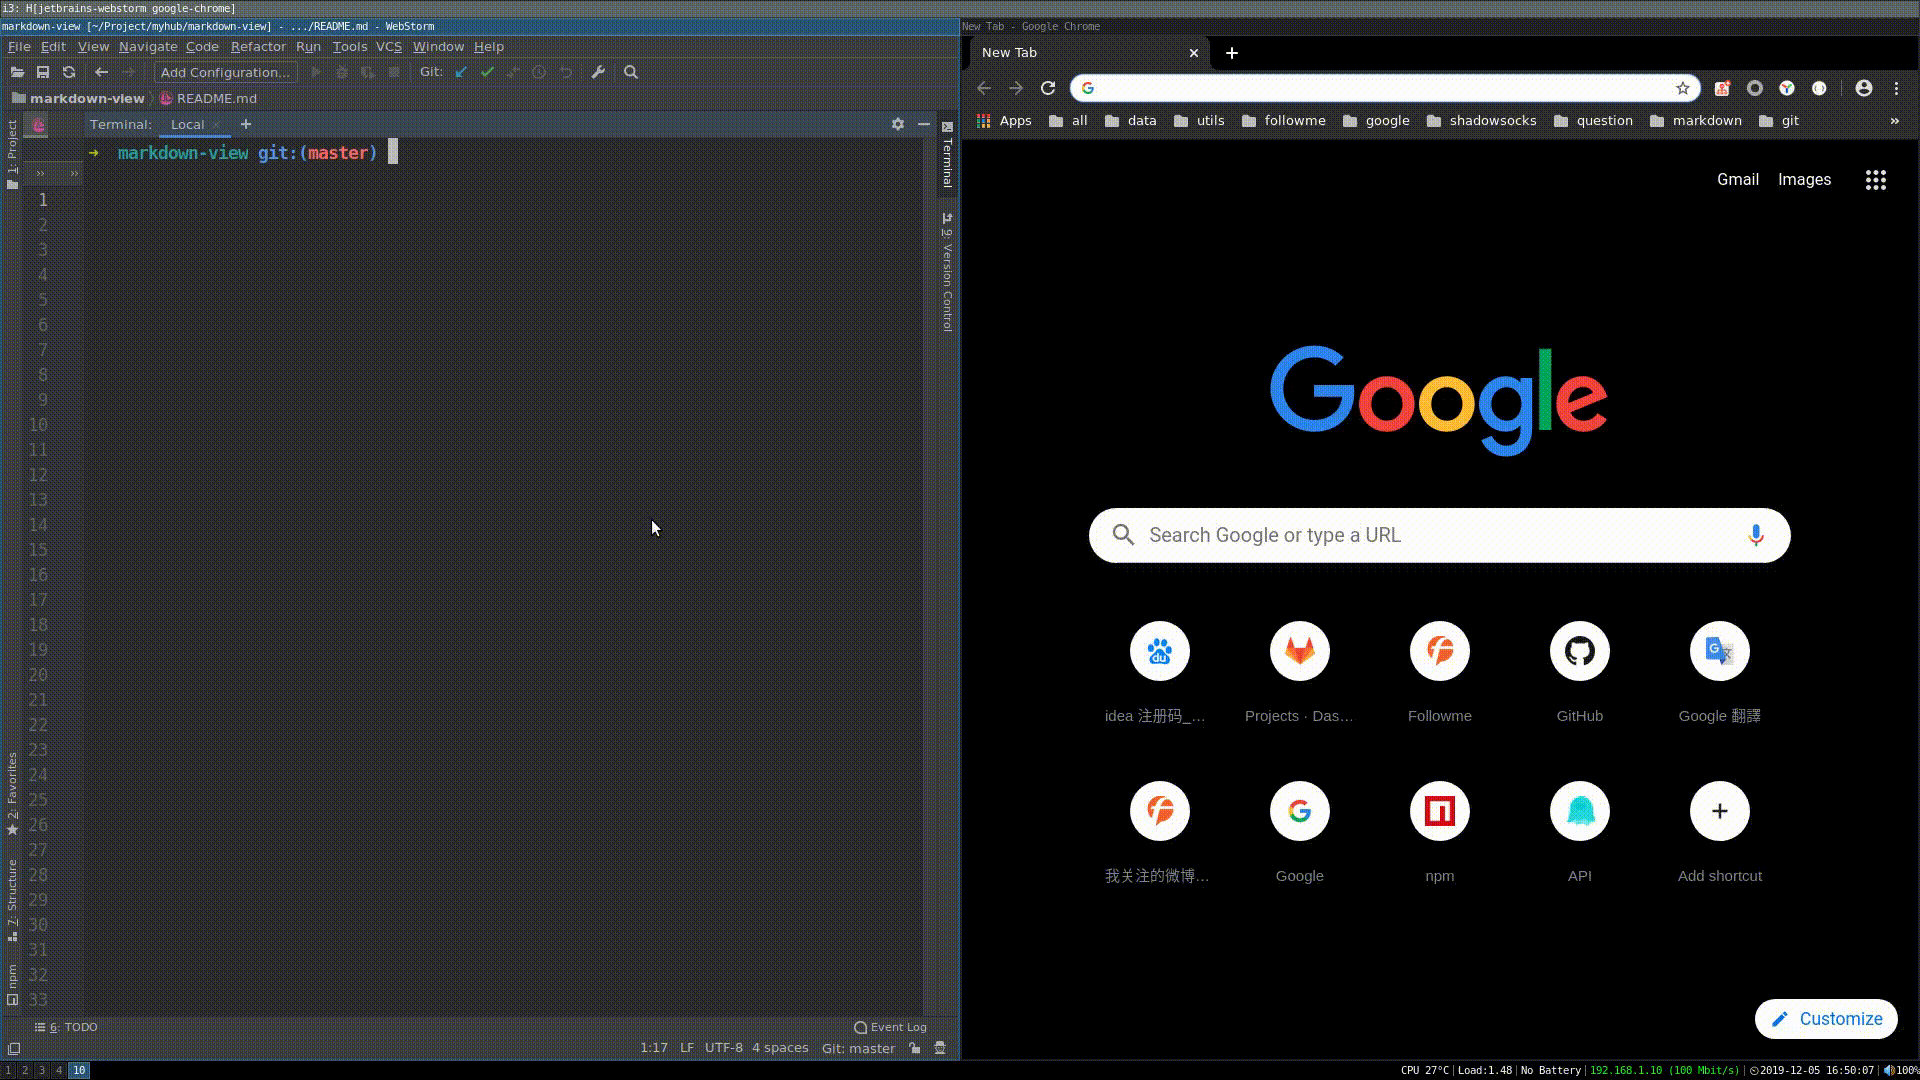 i3: H[jetbrains-webstorm google-chrome]
markdown-view [~/Project/myhub/markdown-view] - .../README.md - WebStorm
File Edit View Navigate Code Refactor Run Tools VCS Window Help
Add Configuration... Git:
markdown-view README.md
Terminal: Local × +
→ markdown-view git:(master)
1: Project
2: Favorites
7: Structure
npm
1
2
3
4
5
6
7
8
9
10
11
12
13
14
15
16
17
18
19
20
21
22
23
24
25
26
27
28
29
30
31
32
33
Terminal
9: Version Control
6: TODO
Event Log
1:17 LF UTF-8 4 spaces Git: master
New Tab - Google Chrome
New Tab
Apps all data utils followme google shadowsocks question markdown git »
Gmail Images
Google
Search Google or type a URL
du
idea 注册码_... Projects · Das... Followme GitHub Google 翻譯
我关注的微博... Google npm API Add shortcut
Customize
1 2 3 4 10
CPU 27°C Load:1.48 No Battery 192.168.1.10 (100 Mbit/s) 2019-12-05 16:50:07 100%